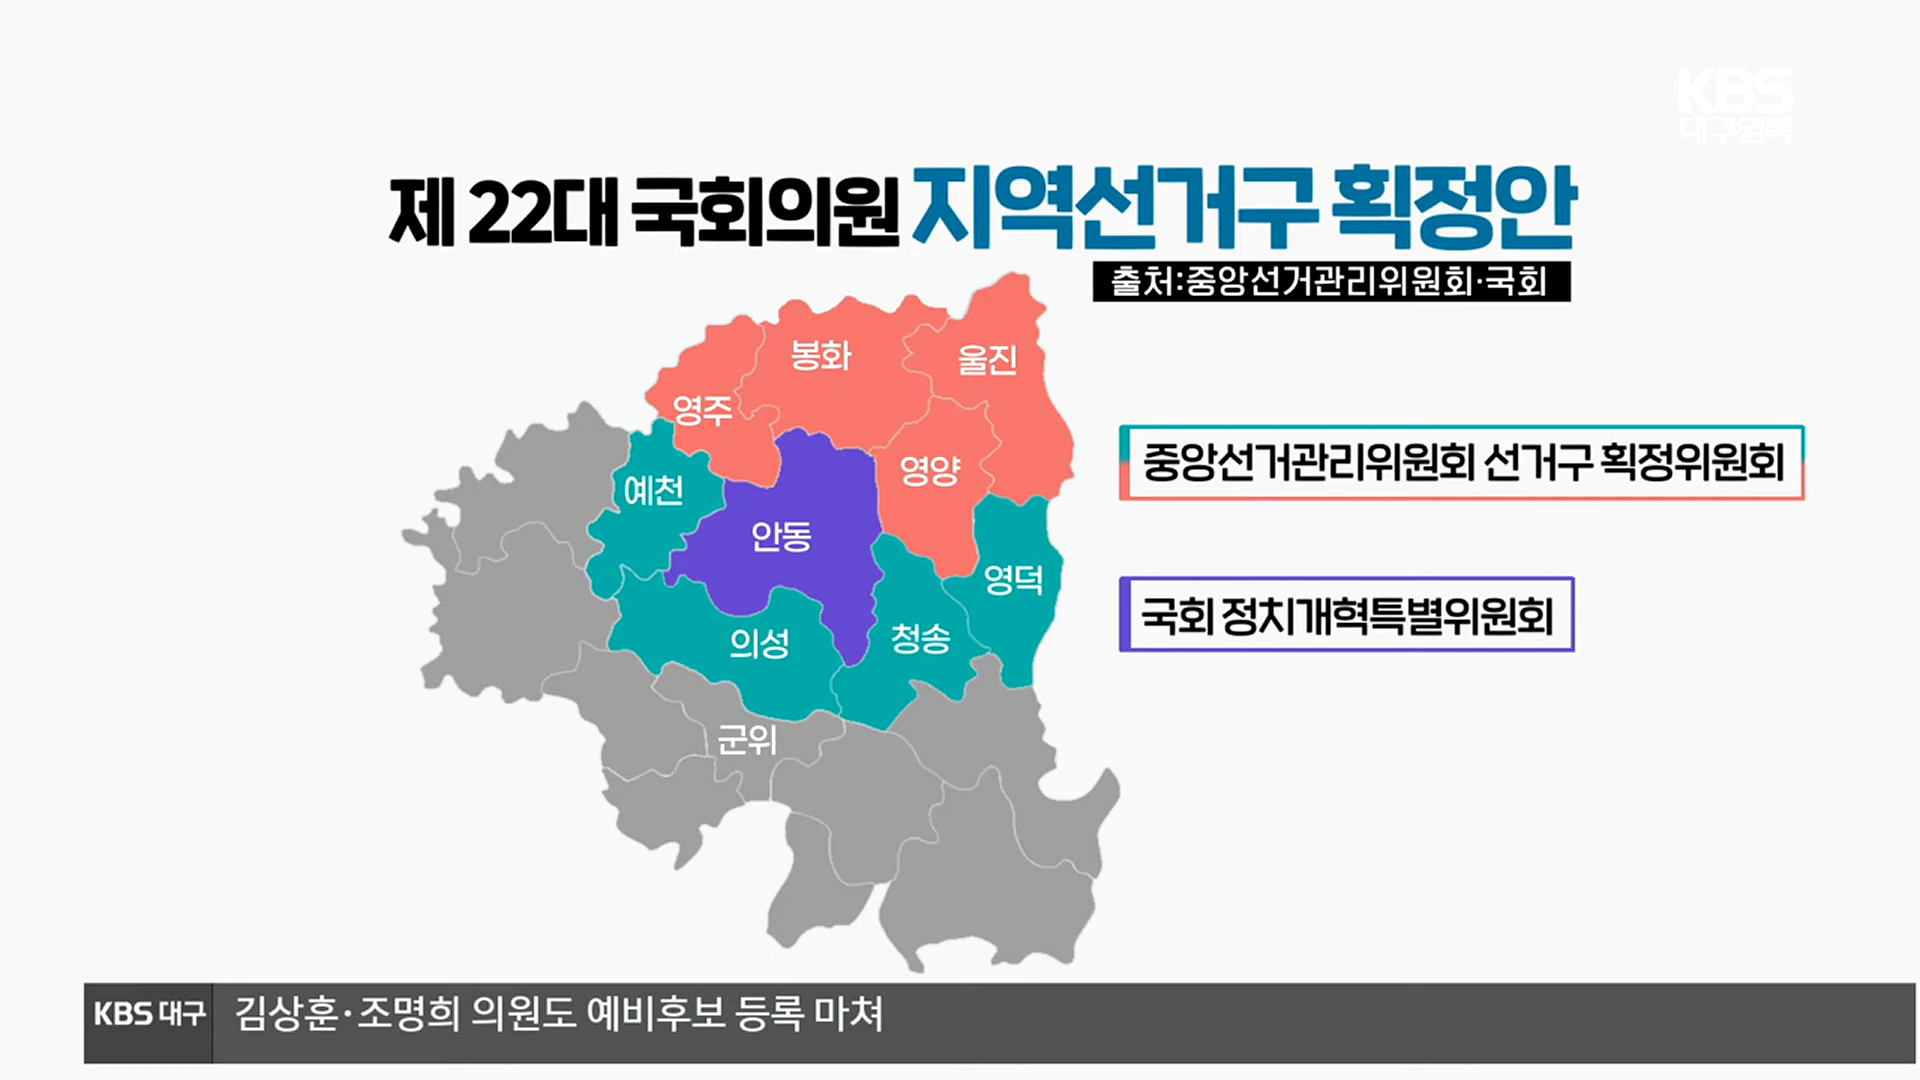 KBS
대구경북
제 22대 국회의원 지역선거구 획정안
출처:중앙선거관리위원회·국회
봉화
울진
영주
영양
예천
안동
영덕
의성
청송
군위
중앙선거관리위원회 선거구 획정위원회
국회 정치개혁특별위원회
KBS 대구 김상훈·조명희 의원도 예비후보 등록 마쳐